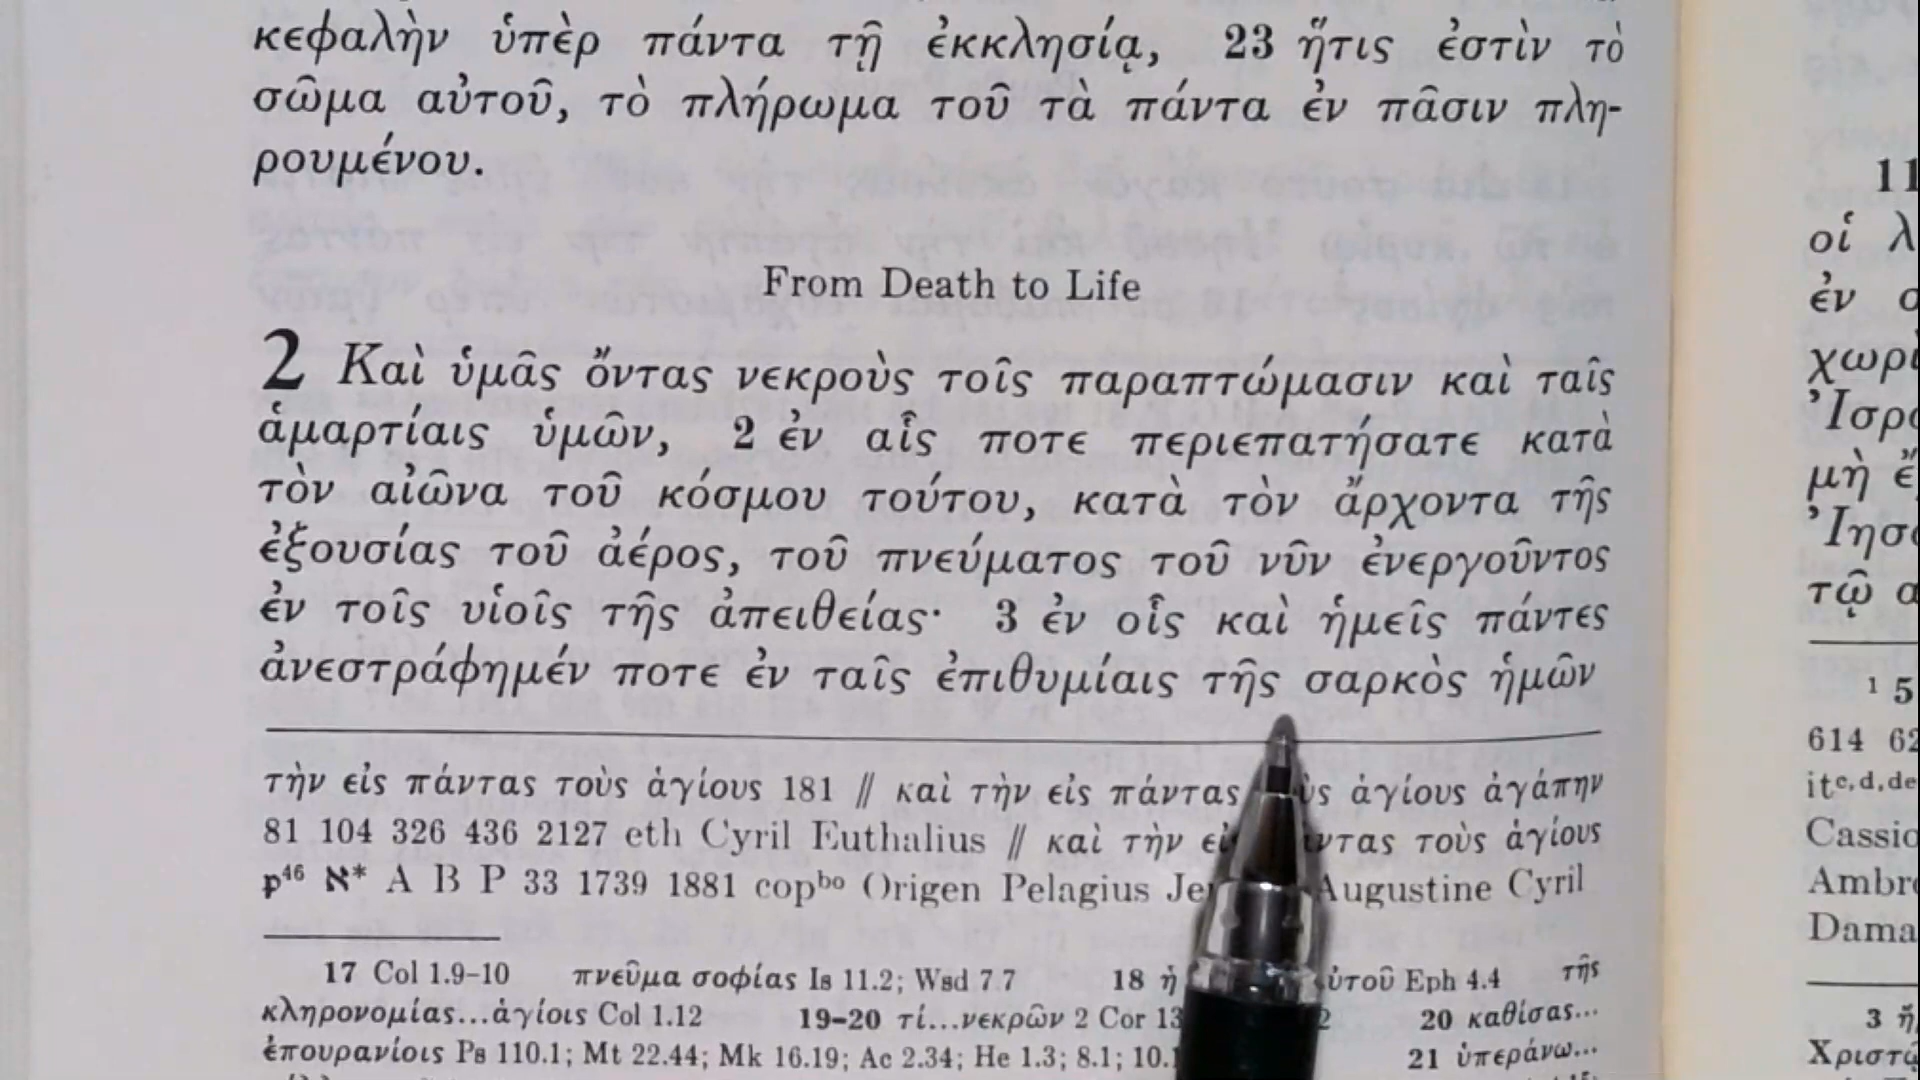 κεφαλὴν ὑπὲρ πάντα τῇ ἐκκλησίᾳ, 23 ἥτις ἐστὶν τὸ
σῶμα αὐτοῦ, τὸ πλήρωμα τοῦ τὰ πάντα ἐν πᾶσιν πλη-
ρουμένου.
From Death to Life
2 Καὶ ὑμᾶς ὄντας νεκροὺς τοῖς παραπτώμασιν καὶ ταῖς
ἁμαρτίαις ὑμῶν, 2 ἐν αἷς ποτε περιεπατήσατε κατὰ
τὸν αἰῶνα τοῦ κόσμου τούτου, κατὰ τὸν ἄρχοντα τῆς
ἐξουσίας τοῦ ἀέρος, τοῦ πνεύματος τοῦ νῦν ἐνεργοῦντος
ἐν τοῖς υἱοῖς τῆς ἀπειθείας· 3 ἐν οἷς καὶ ἡμεῖς πάντες
ἀνεστράφημέν ποτε ἐν ταῖς ἐπιθυμίαις τῆς σαρκὸς ἡμῶν
τὴν εἰς πάντας τοὺς ἁγίους 181 // καὶ τὴν εἰς πάντας ἁγίους ἀγάπην
81 104 326 436 2127 eth Cyril Euthalius // καὶ τὴν τοὺς ἁγίους
𝔭⁴⁶ ℵ* A B P 33 1739 1881 copᵇᵒ Origen Pelagius Augustine Cyril
17 Col 1.9–10 πνεῦμα σοφίας Is 11.2; Wsd 7.7 18 ἡ Eph 4.4 τῆς
κληρονομίας...ἁγίοις Col 1.12 19–20 τί...νεκρῶν 2 Cor 20 καθίσας...
ἐπουρανίοις Ps 110.1; Mt 22.44; Mk 16.19; Ac 2.34; He 1.3; 8.1; 21 ὑπεράνω...
11
οἱ
ἐν
Ἰσρα
μὴ
τῷ
1 5
614
itᶜ,ᵈ,ᵈᵉ
3